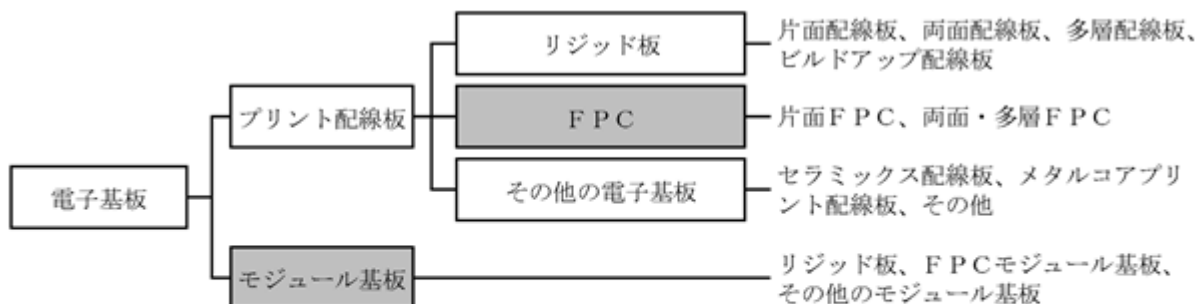 リジッド板
片面配線板、両面配線板、多層配線板、
ビルドアップ配線板
プリント配線板
ＦＰＣ
片面ＦＰＣ、両面・多層ＦＰＣ
電子基板
その他の電子基板
セラミックス配線板、メタルコアプリ
ント配線板、その他
モジュール基板
リジッド板、ＦＰＣモジュール基板、
その他のモジュール基板